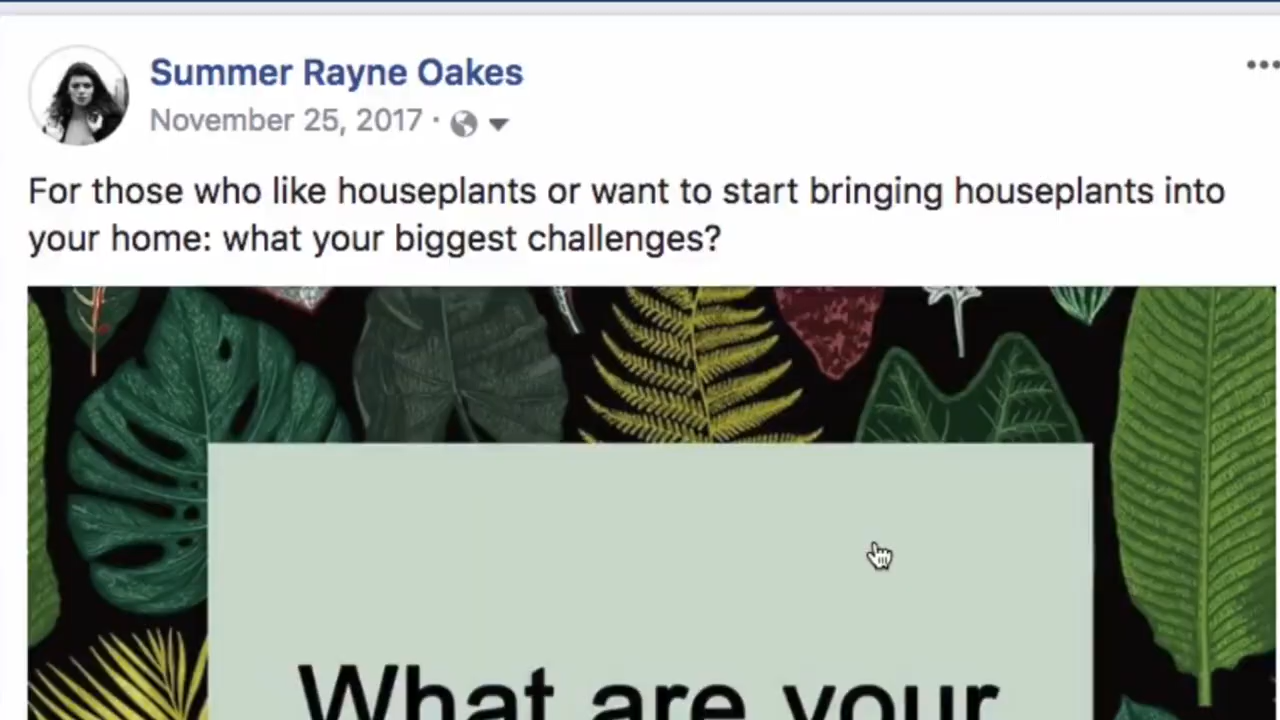 Summer Rayne Oakes
November 25, 2017 ·
For those who like houseplants or want to start bringing houseplants into
your home: what your biggest challenges?
What are your